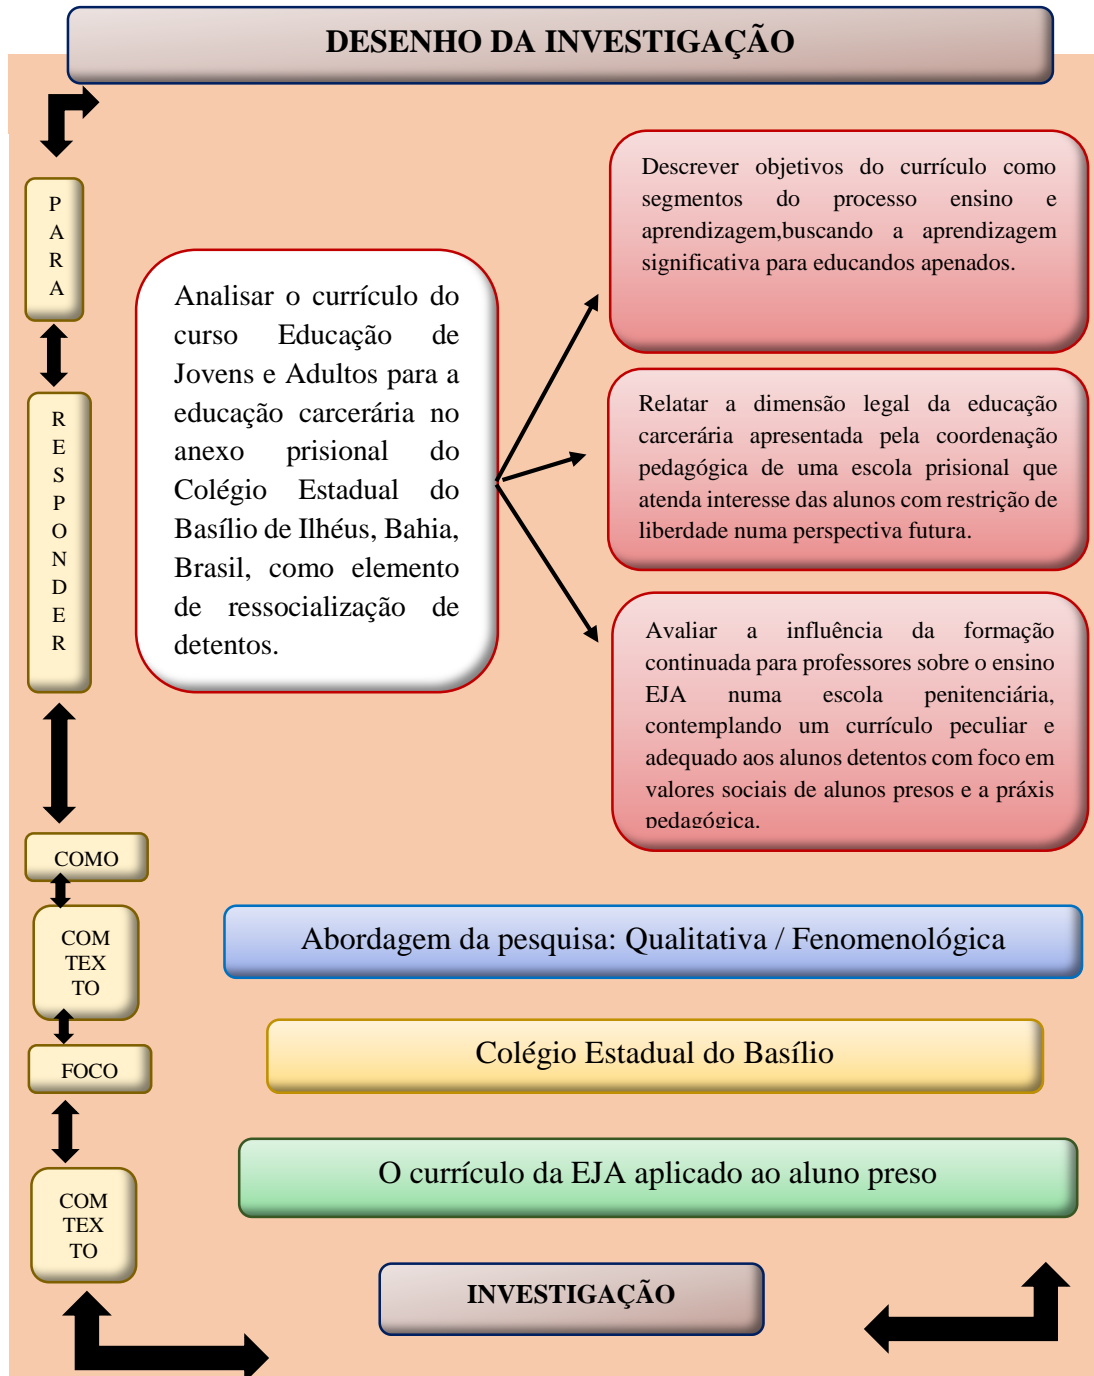 DESENHO DA INVESTIGAÇÃO
P
A
R
A
R
E
S
P
O
N
D
E
R
Analisar o currículo do
curso Educação de
Jovens e Adultos para a
educação carcerária no
anexo prisional do
Colégio Estadual do
Basílio de Ilhéus, Bahia,
Brasil, como elemento
de ressocialização de
detentos.
Descrever objetivos do currículo como
segmentos do processo ensino e
aprendizagem,buscando a aprendizagem
significativa para educandos apenados.
Relatar a dimensão legal da educação
carcerária apresentada pela coordenação
pedagógica de uma escola prisional que
atenda interesse das alunos com restrição de
liberdade numa perspectiva futura.
Avaliar a influência da formação
continuada para professores sobre o ensino
EJA numa escola penitenciária,
contemplando um currículo peculiar e
adequado aos alunos detentos com foco em
valores sociais de alunos presos e a práxis
pedagógica.
COMO
COM
TEX
TO
Abordagem da pesquisa: Qualitativa / Fenomenológica
FOCO
Colégio Estadual do Basílio
COM
TEX
TO
O currículo da EJA aplicado ao aluno preso
INVESTIGAÇÃO